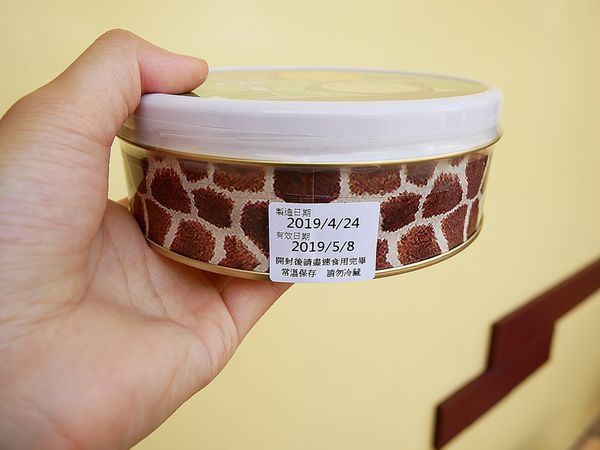 製造日期
2019/4/24
有效日期
2019/5/8
開封後請盡速食用完畢
常溫保存 請勿冷藏